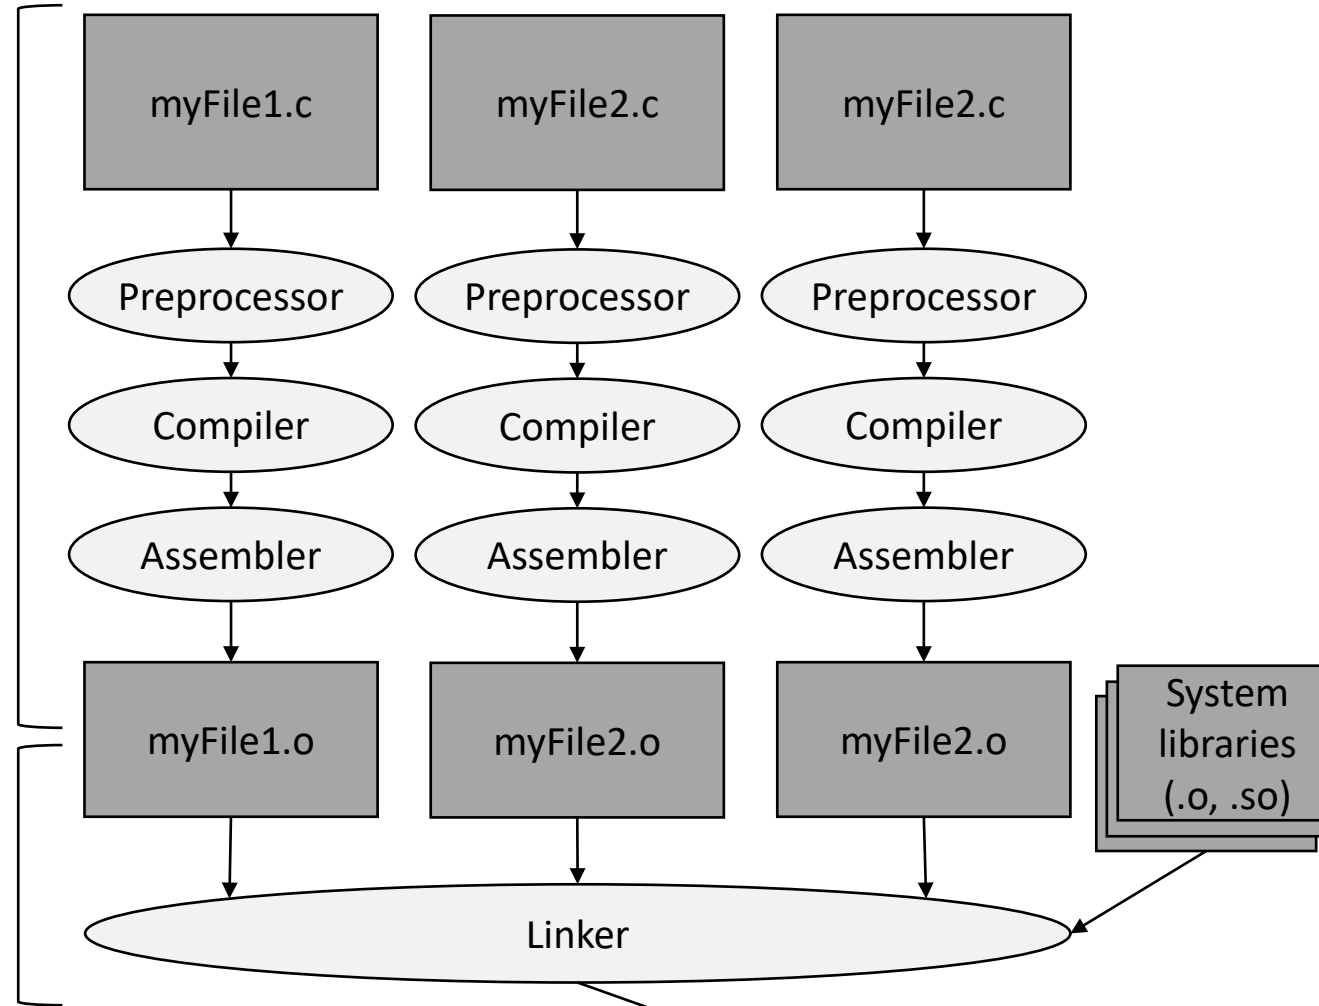 myFile1.c
myFile2.c
myFile2.c
Preprocessor
Preprocessor
Preprocessor
Compiler
Compiler
Compiler
Assembler
Assembler
Assembler
myFile1.o
myFile2.o
myFile2.o
System
libraries
(.o, .so)
Linker